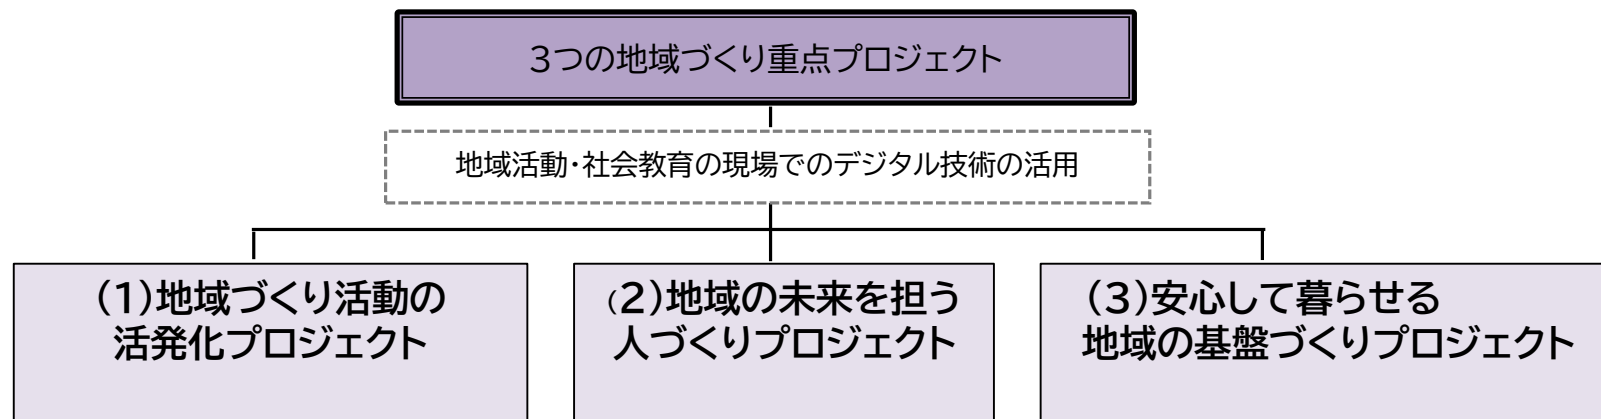 3つの地域づくり重点プロジェクト
地域活動・社会教育の現場でのデジタル技術の活用
(1)地域づくり活動の
活発化プロジェクト
(2)地域の未来を担う
人づくりプロジェクト
(3)安心して暮らせる
地域の基盤づくりプロジェクト